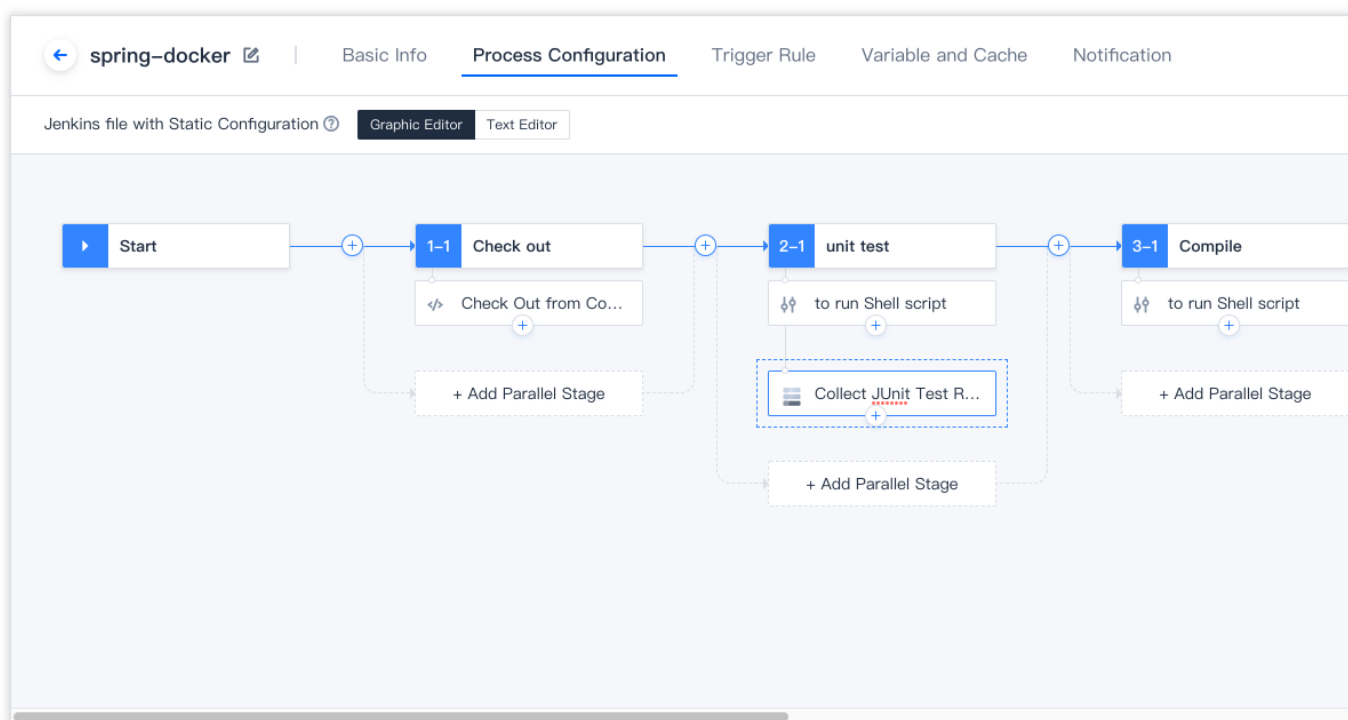 spring-docker Basic Info Process Configuration Trigger Rule Variable and Cache Notification
Jenkins file with Static Configuration Graphic Editor Text Editor
Start 1-1 Check out 2-1 unit test 3-1 Compile
Check Out from Co... to run Shell script to run Shell script
+ Add Parallel Stage Collect JUnit Test R... + Add Parallel Stage
+ Add Parallel Stage